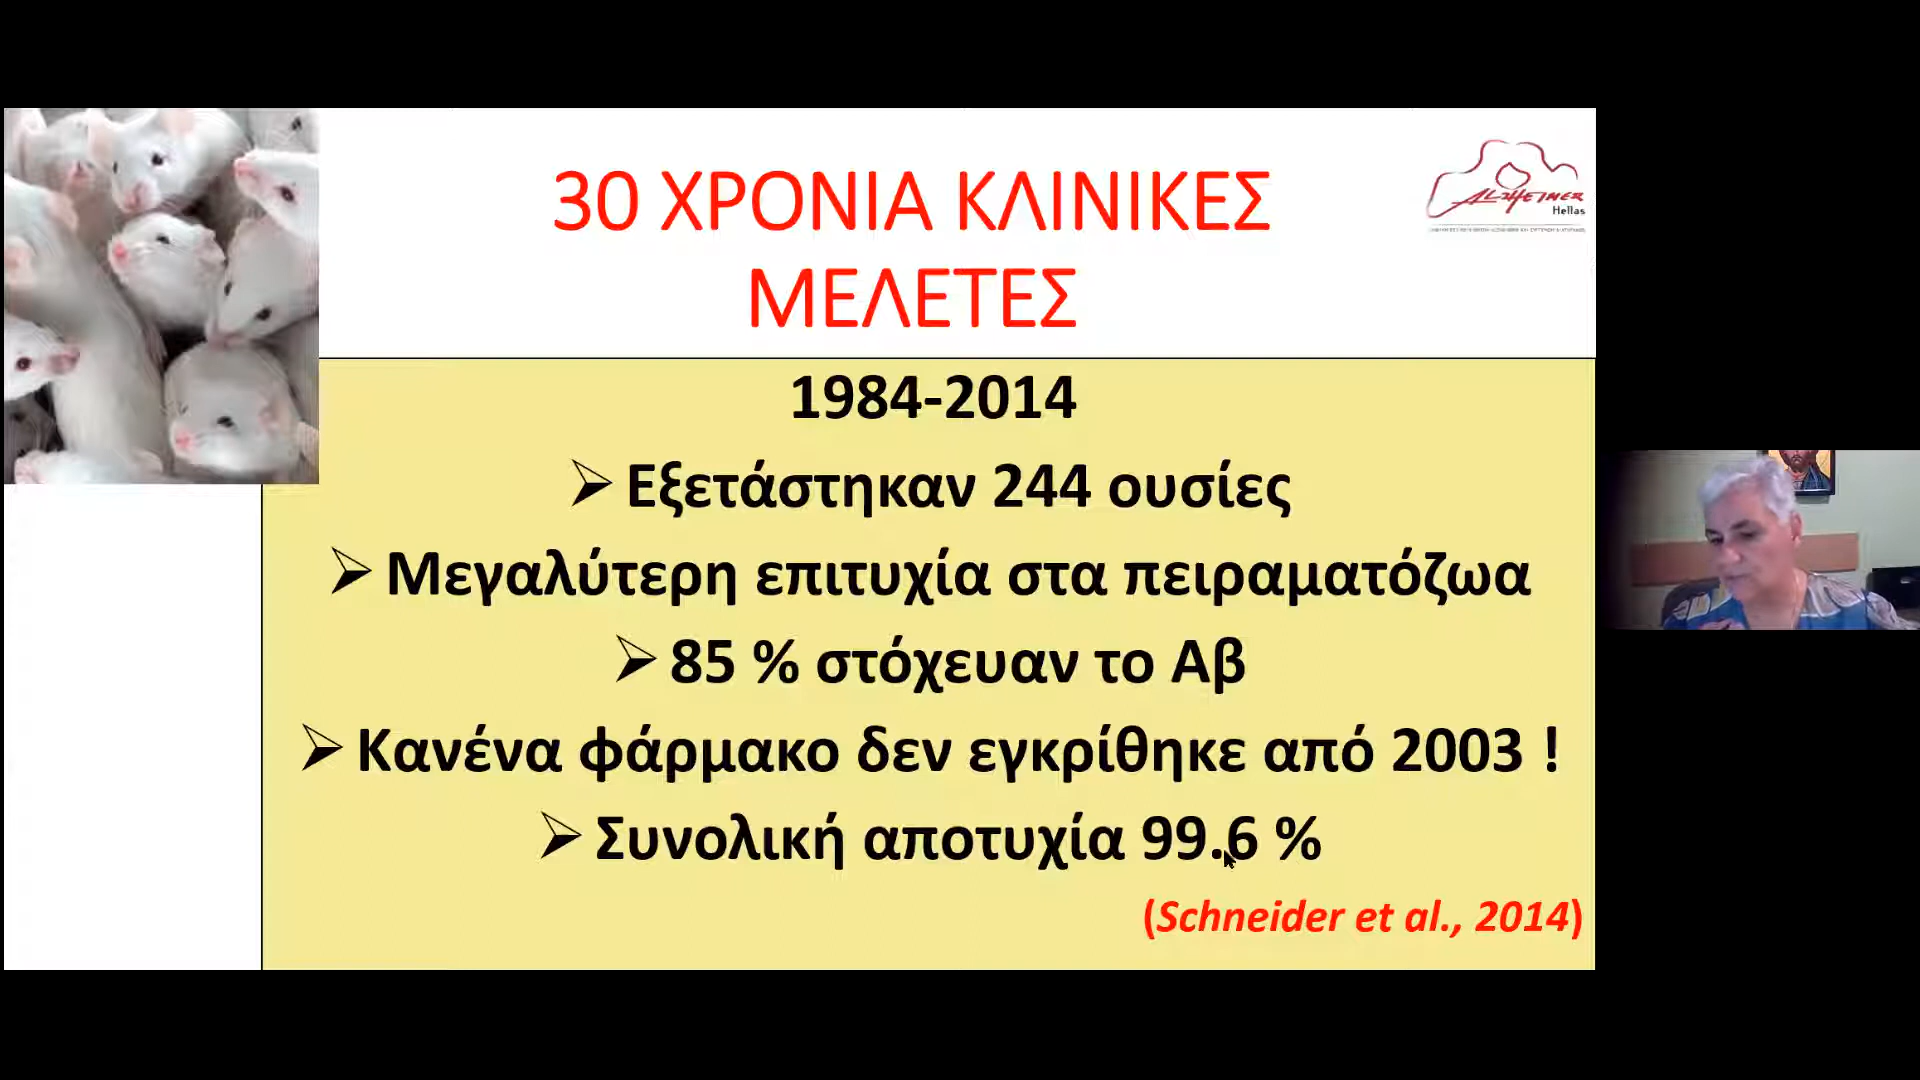 30 ΧΡΟΝΙΑ ΚΛΙΝΙΚΕΣ
ΜΕΛΕΤΕΣ
ALZHEIMER
Hellas
1984-2014
➢ Εξετάστηκαν 244 ουσίες
➢ Μεγαλύτερη επιτυχία στα πειραματόζωα
➢ 85 % στόχευαν το Αβ
➢ Κανένα φάρμακο δεν εγκρίθηκε από 2003 !
➢ Συνολική αποτυχία 99.6 %
(Schneider et al., 2014)